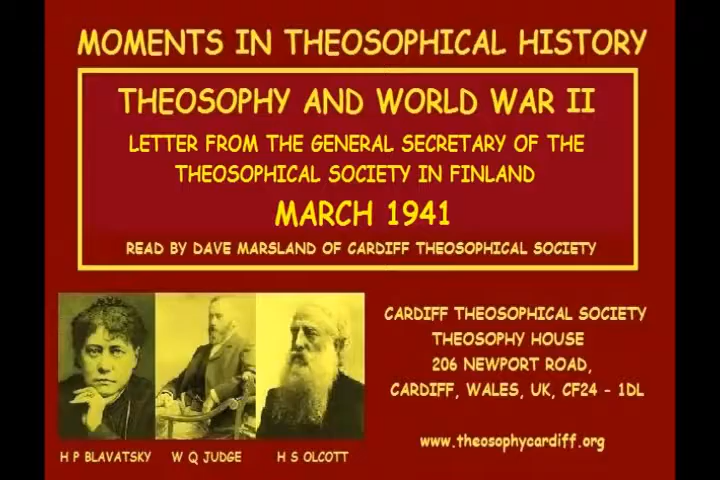 MOMENTS IN THEOSOPHICAL HISTORY
THEOSOPHY AND WORLD WAR II
LETTER FROM THE GENERAL SECRETARY OF THE
THEOSOPHICAL SOCIETY IN FINLAND
MARCH 1941
READ BY DAVE MARSLAND OF CARDIFF THEOSOPHICAL SOCIETY
CARDIFF THEOSOPHICAL SOCIETY
THEOSOPHY HOUSE
206 NEWPORT ROAD,
CARDIFF, WALES, UK, CF24 - 1DL
www.theosophycardiff.org
H P BLAVATSKY
W Q JUDGE
H S OLCOTT